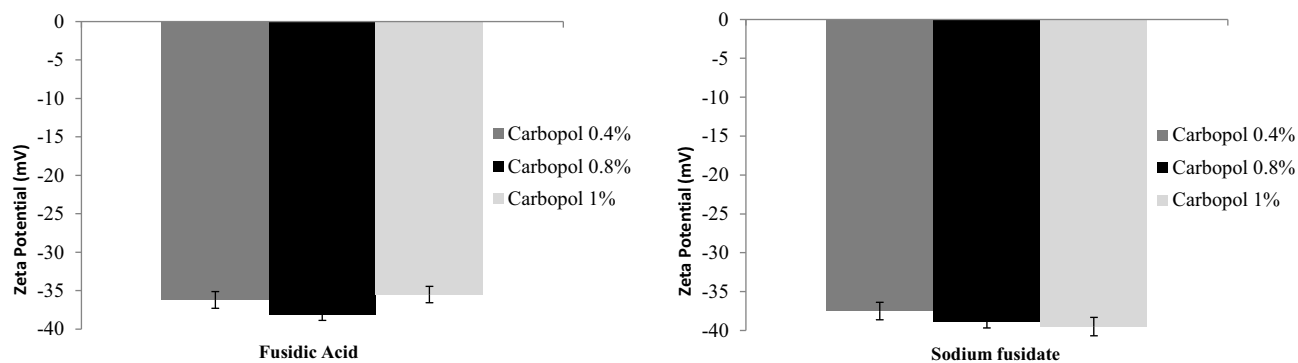 0
-5
-10
-15
-20
-25
-30
-35
-40
Zeta Potential (mV)
Carbopol 0.4%
Carbopol 0.8%
Carbopol 1%
Fusidic Acid
0
-5
-10
-15
-20
-25
-30
-35
-40
Zeta Potential (mV)
Carbopol 0.4%
Carbopol 0.8%
Carbopol 1%
Sodium fusidate